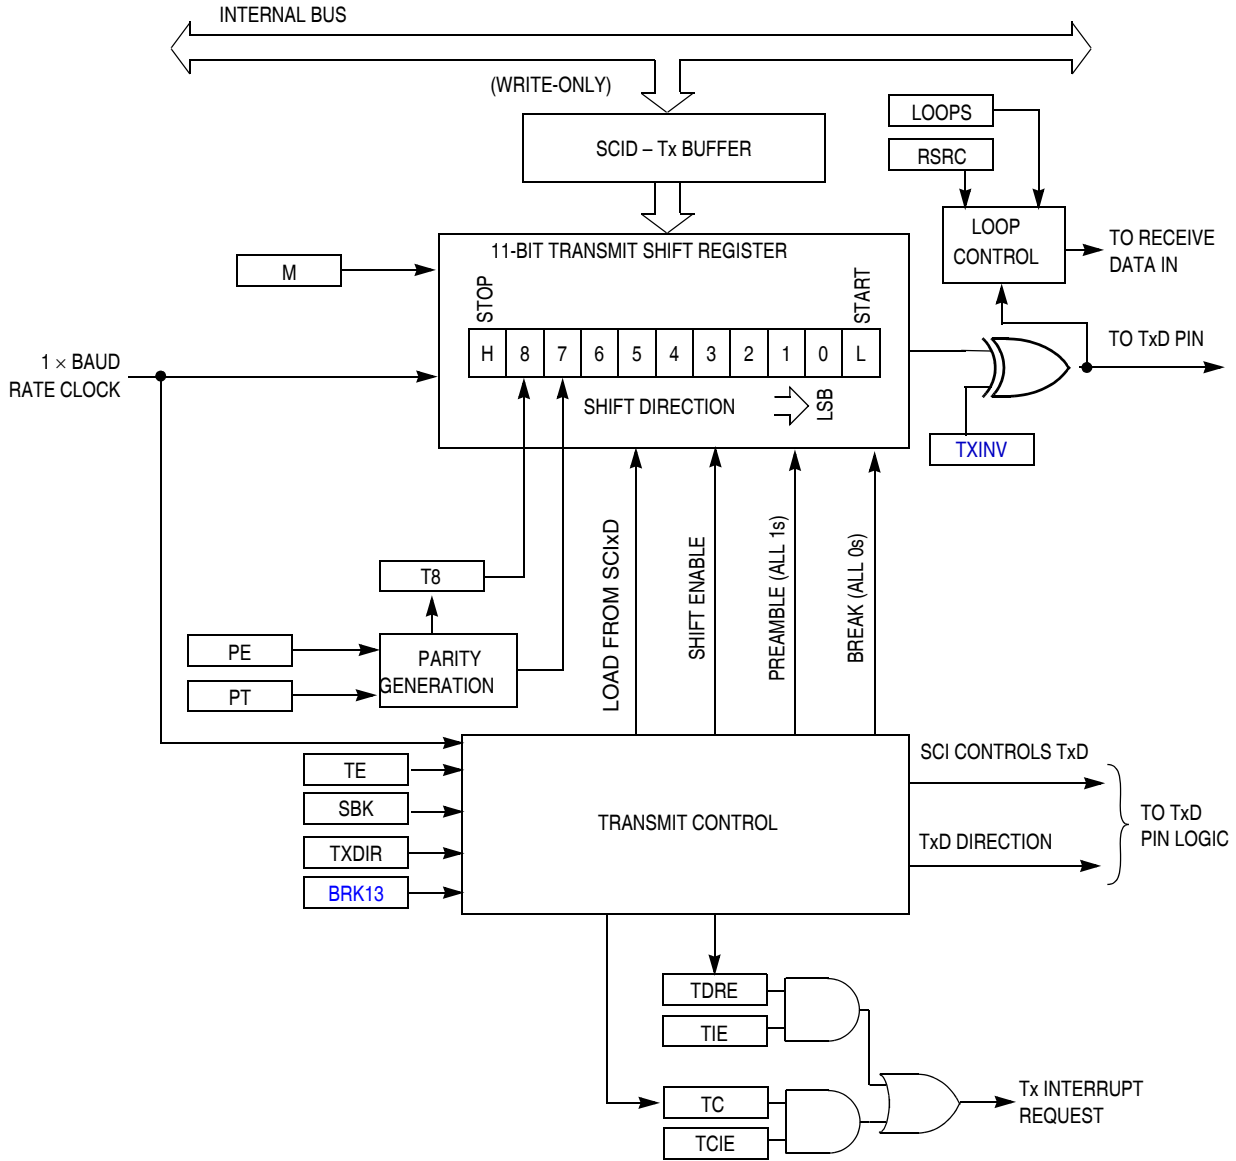 INTERNAL BUS
(WRITE-ONLY)
SCID – Tx BUFFER
LOOPS
RSRC
LOOP
CONTROL
TO RECEIVE
DATA IN
11-BIT TRANSMIT SHIFT REGISTER
M
STOP
START
H 8 7 6 5 4 3 2 1 0 L
1 × BAUD
RATE CLOCK
SHIFT DIRECTION
LSB
TO TxD PIN
TXINV
T8
PE
PT
PARITY
GENERATION
LOAD FROM SCIxD
SHIFT ENABLE
PREAMBLE (ALL 1s)
BREAK (ALL 0s)
TE
SBK
TXDIR
BRK13
TRANSMIT CONTROL
SCI CONTROLS TxD
TxD DIRECTION
TO TxD
PIN LOGIC
TDRE
TIE
TC
TCIE
Tx INTERRUPT
REQUEST